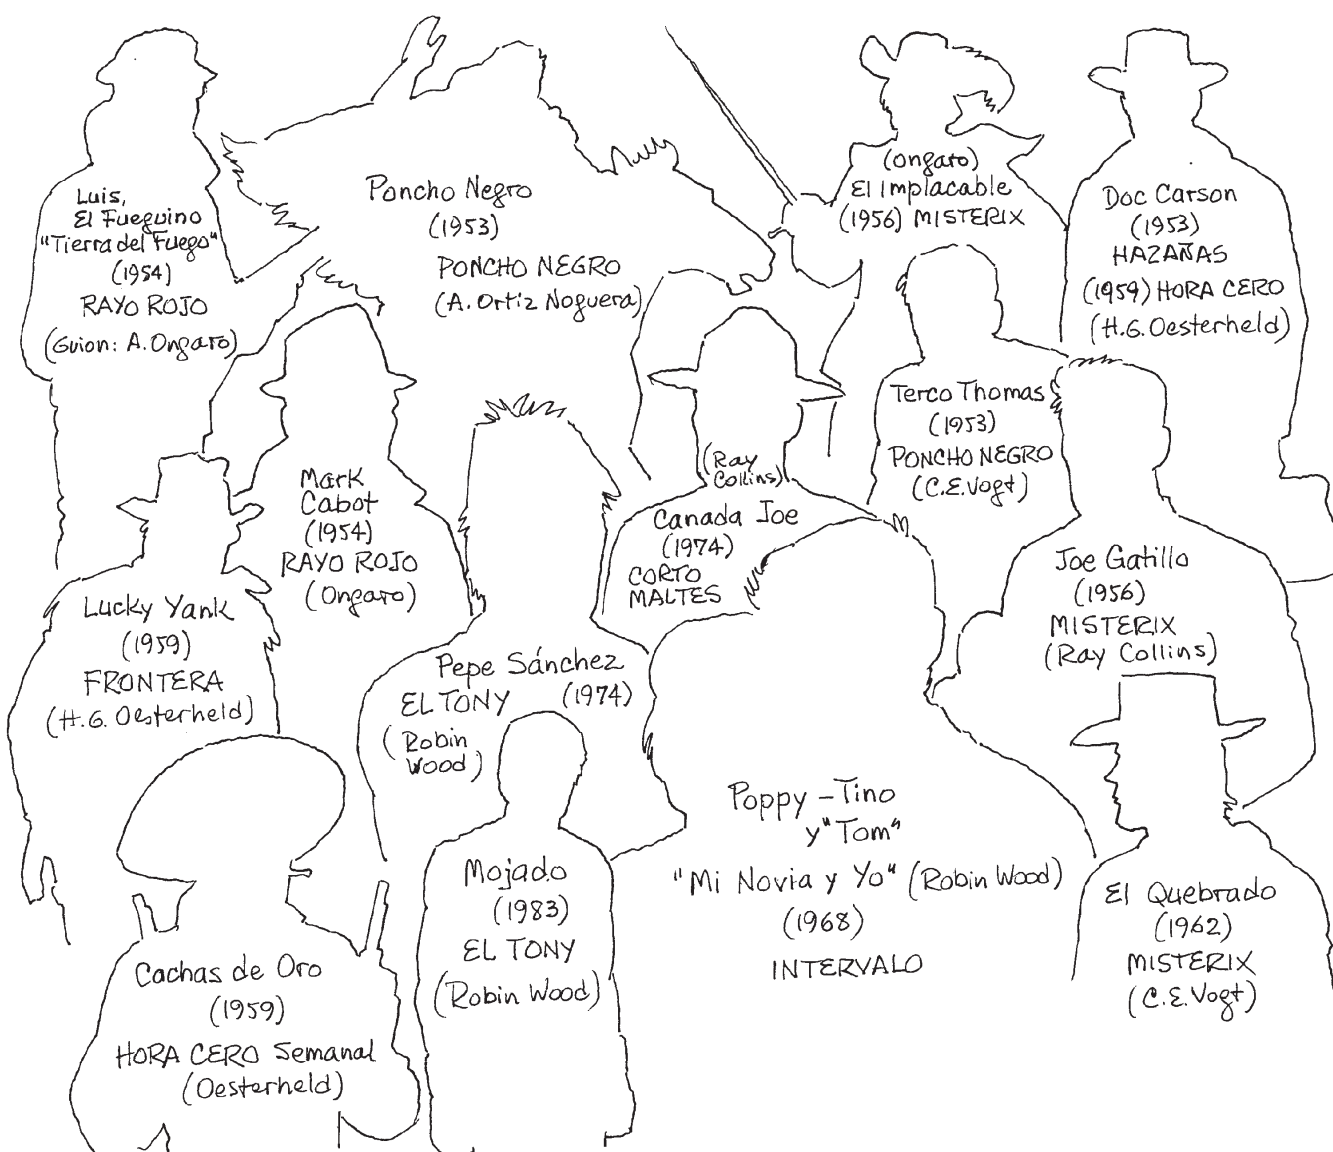 Luis,
El Fueguino
"Tierra del Fuego"
(1954)
RAYO ROJO
(Guion: A. Ongaro)
Poncho Negro
(1953)
PONCHO NEGRO
(A. Ortiz Noguera)
(Ongaro)
El Implacable
(1956) MISTERIX
Doc Carson
(1953)
HAZAÑAS
(1959) HORA CERO
(H.G. Oesterheld)
Terco Thomas
(1953)
PONCHO NEGRO
(C.E. Vogt)
Mark
Cabot
(1954)
RAYO ROJO
(Ongaro)
(Ray
Collins)
Canada Joe
(1974)
CORTO
MALTES
Joe Gatillo
(1956)
MISTERIX
(Ray Collins)
Lucky Yank
(1959)
FRONTERA
(H.G. Oesterheld)
Pepe Sánchez
EL TONY (1974)
(Robin
Wood)
Poppy - Tino
y "Tom"
"Mi Novia y Yo" (Robin Wood)
(1968)
INTERVALO
Mojado
(1983)
EL TONY
(Robin Wood)
El Quebrado
(1962)
MISTERIX
(C.E. Vogt)
Cachas de Oro
(1959)
HORA CERO Semanal
(Oesterheld)